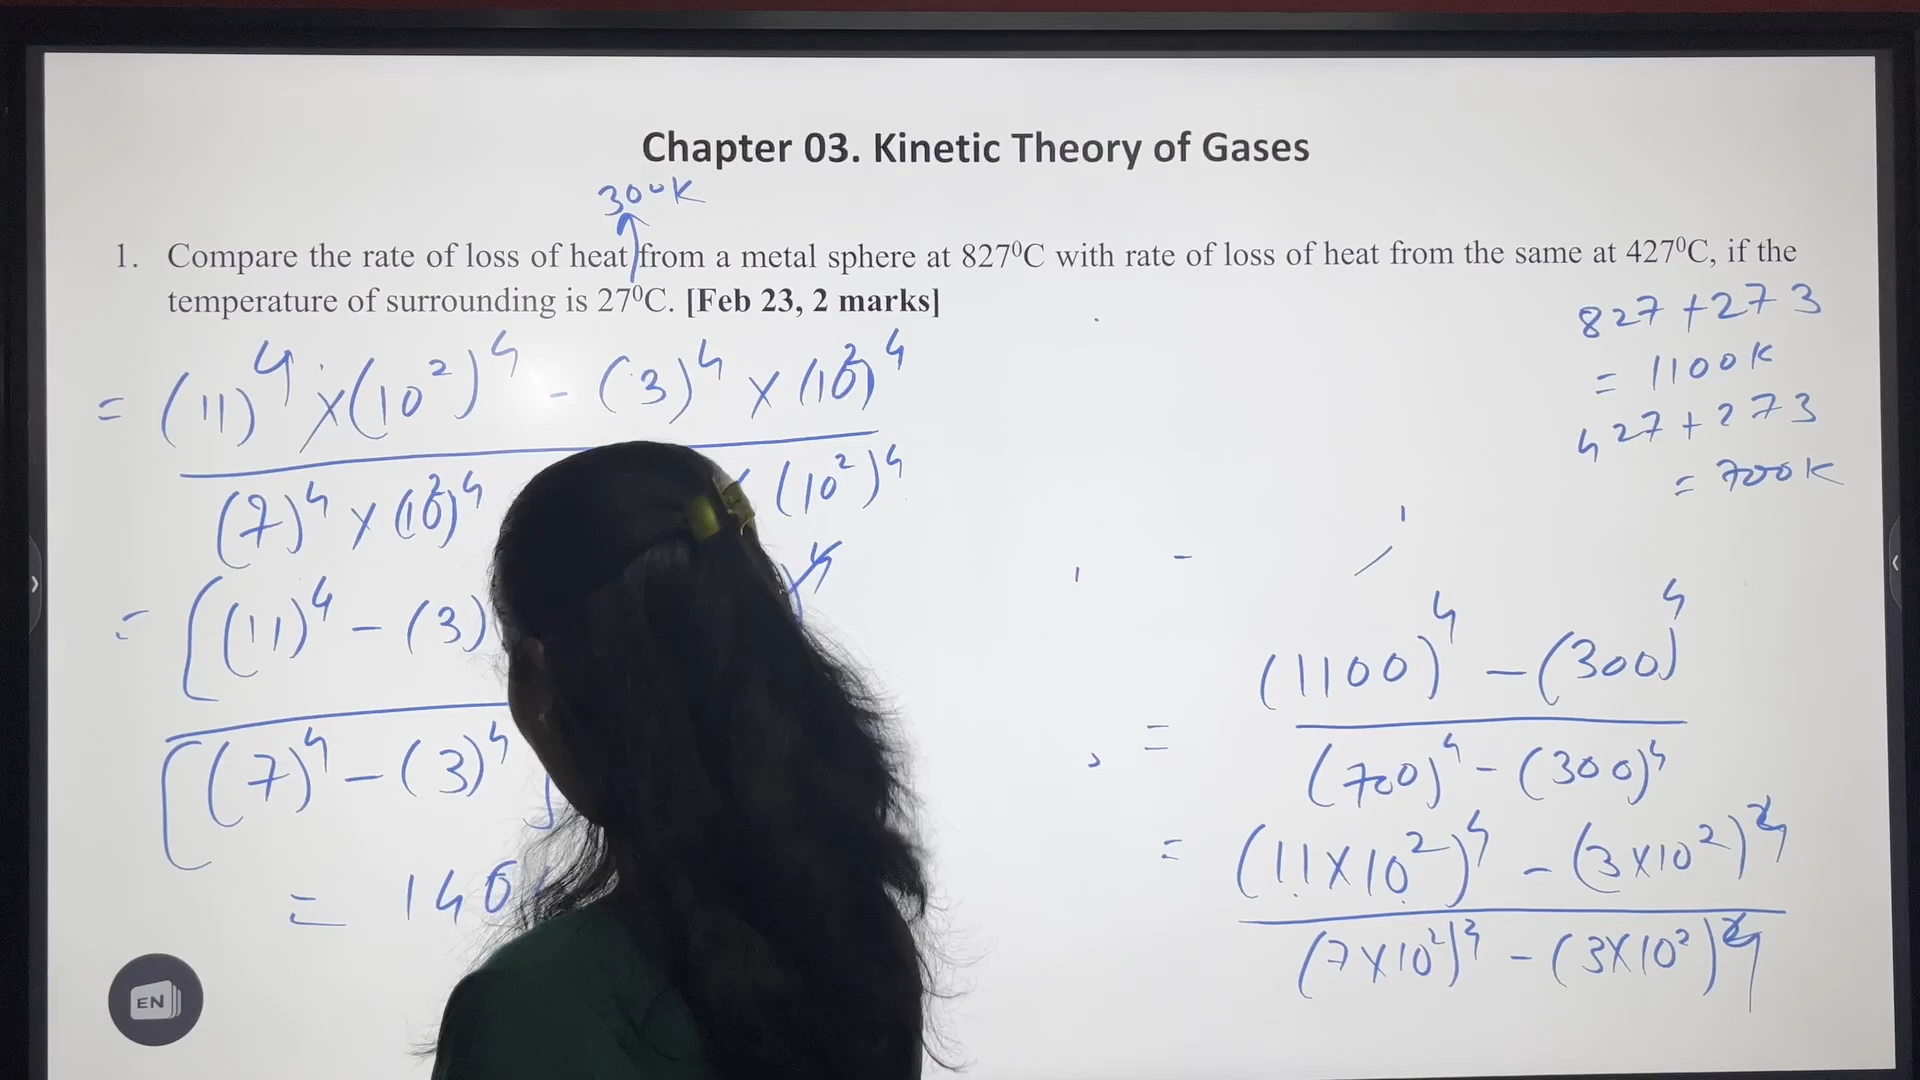 Chapter 03. Kinetic Theory of Gases
300K
1. Compare the rate of loss of heat from a metal sphere at 827⁰C with rate of loss of heat from the same at 427⁰C, if the
temperature of surrounding is 27⁰C. [Feb 23, 2 marks]
827 + 273
= 1100K
427 + 273
= 700K
= (11)⁴ × (10²)⁴ - (3)⁴ × (10²)⁴
(7)⁴ × (10²)⁴ (10²)⁴
= [(11)⁴ - (3)
[(7)⁴ - (3)⁴]
= 146
= (1100)⁴ - (300)⁴
(700)⁴ - (300)⁴
= (11×10²)⁴ - (3×10²)⁴
(7×10²)⁴ - (3×10²)⁴
EN